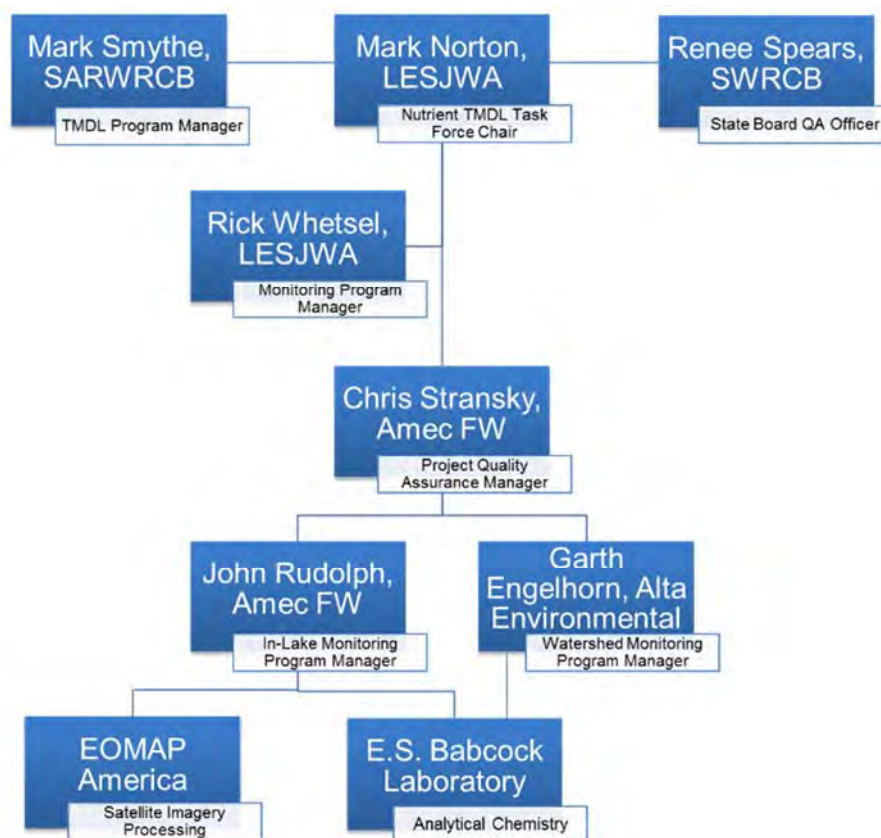 Mark Smythe,
SARWRCB
TMDL Program Manager
Mark Norton,
LESJWA
Nutrient TMDL Task
Force Chair
Renee Spears,
SWRCB
State Board QA Officer
Rick Whetsel,
LESJWA
Monitoring Program
Manager
Chris Stransky,
Amec FW
Project Quality
Assurance Manager
John Rudolph,
Amec FW
In-Lake Monitoring
Program Manager
Garth
Engelhorn, Alta
Environmental
Watershed Monitoring
Program Manager
EOMAP
America
Satellite Imagery
Processing
E.S. Babcock
Laboratory
Analytical Chemistry